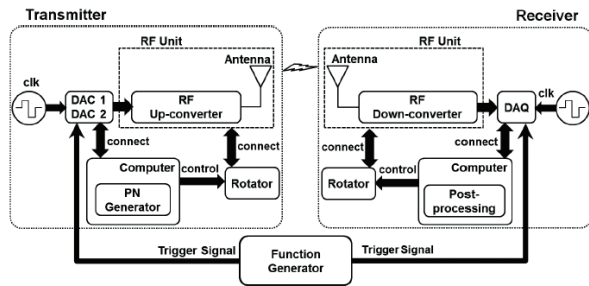 Transmitter
Receiver
RF Unit
RF Unit
Antenna
Antenna
clk
clk
DAC 1
DAC 2
RF
Up-converter
RF
Down-converter
DAQ
connect
connect
connect
connect
Computer
control
Rotator
PN
Generator
Rotator
control
Computer
Post-
processing
Trigger Signal
Function
Generator
Trigger Signal